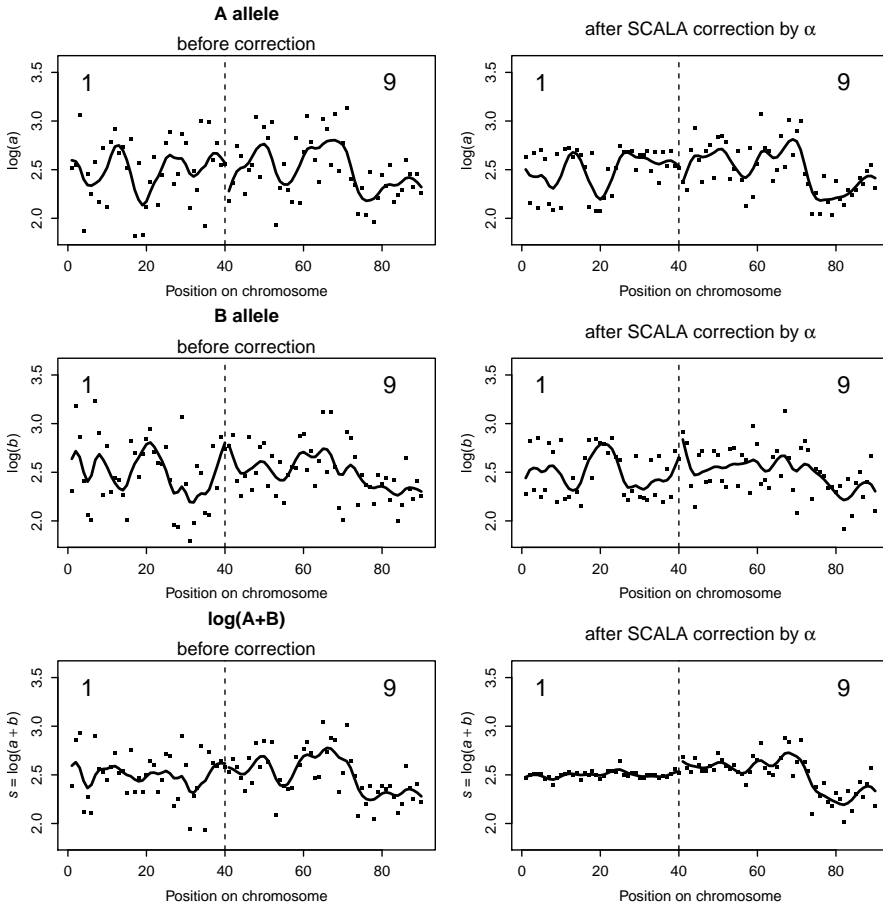 A allele
before correction
after SCALA correction by α
3.5
3.0
2.5
2.0
log(a)
1
9
0 20 40 60 80
Position on chromosome
3.5
3.0
2.5
2.0
log(a)
1
9
0 20 40 60 80
Position on chromosome
B allele
before correction
after SCALA correction by α
3.5
3.0
2.5
2.0
log(b)
1
9
0 20 40 60 80
Position on chromosome
3.5
3.0
2.5
2.0
log(b)
1
9
0 20 40 60 80
Position on chromosome
log(A+B)
before correction
after SCALA correction by α
3.5
3.0
2.5
2.0
s = log(a + b)
1
9
0 20 40 60 80
Position on chromosome
3.5
3.0
2.5
2.0
s = log(a + b)
1
9
0 20 40 60 80
Position on chromosome